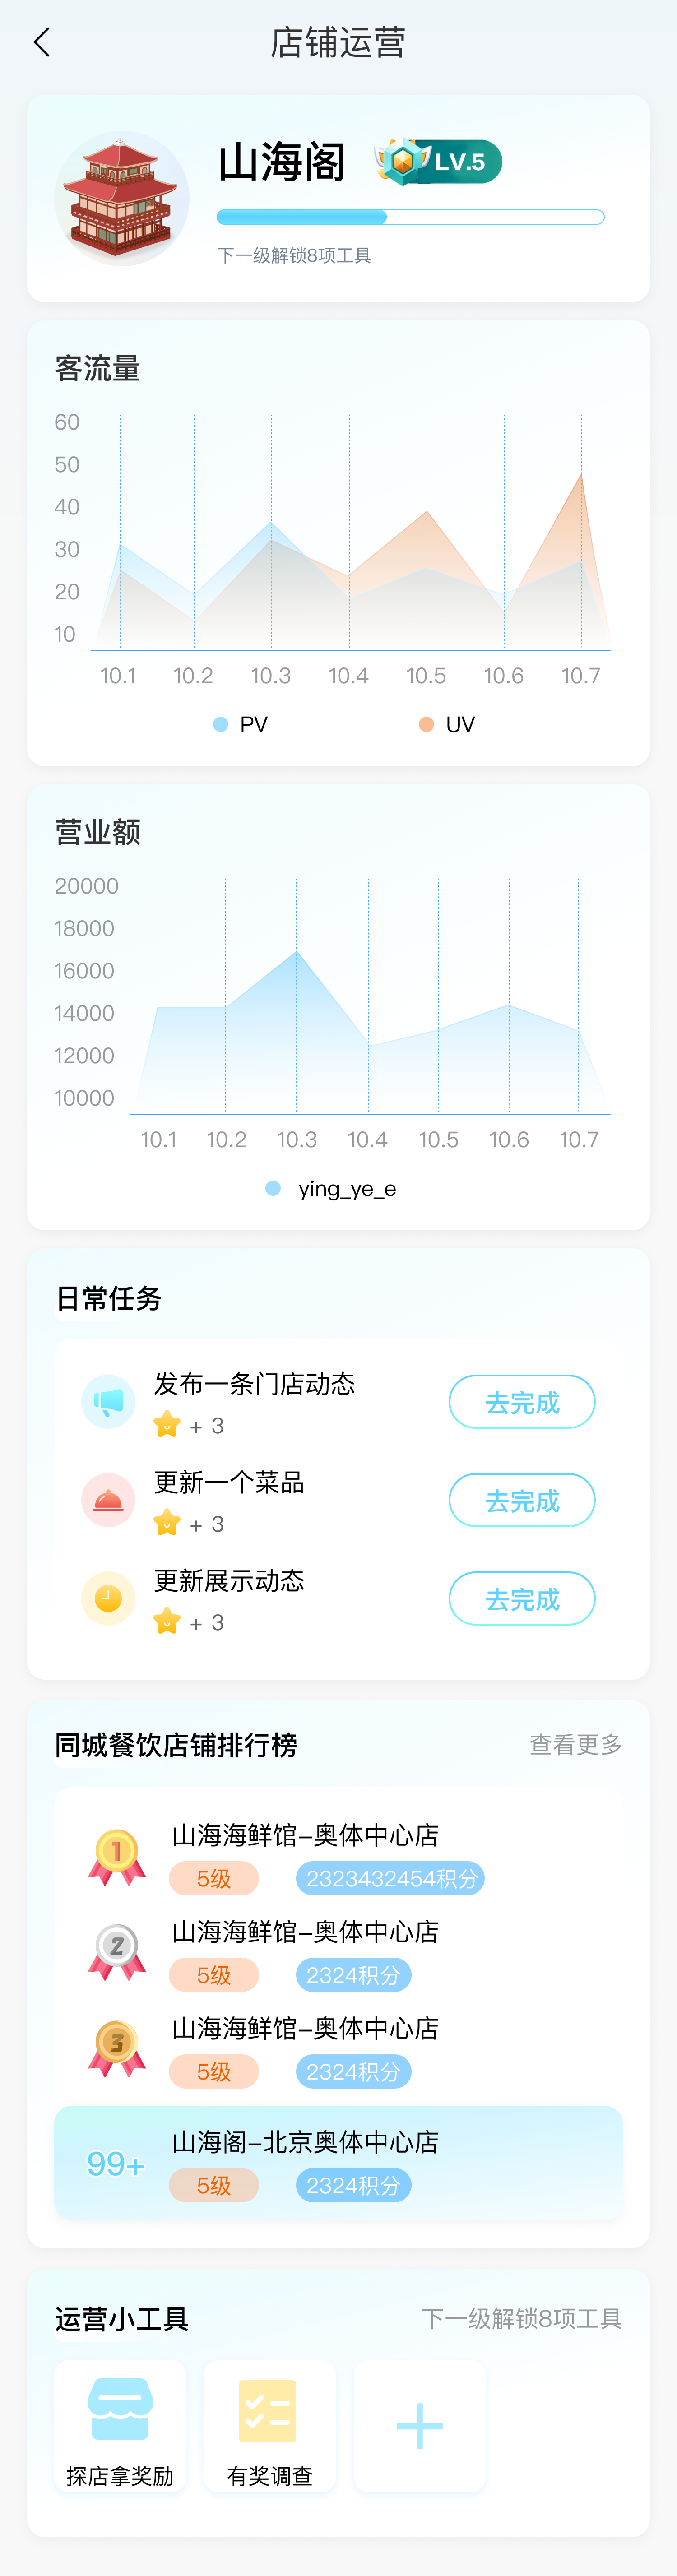 店铺运营
山海阁
LV.5
下一级解锁8项工具
客流量
60
50
40
30
20
10
10.1 10.2 10.3 10.4 10.5 10.6 10.7
PV UV
营业额
20000
18000
16000
14000
12000
10000
10.1 10.2 10.3 10.4 10.5 10.6 10.7
ying_ye_e
日常任务
发布一条门店动态
+ 3
去完成
更新一个菜品
+ 3
去完成
更新展示动态
+ 3
去完成
同城餐饮店铺排行榜 查看更多
1
山海海鲜馆-奥体中心店
5级 2323432454积分
2
山海海鲜馆-奥体中心店
5级 2324积分
3
山海海鲜馆-奥体中心店
5级 2324积分
99+
山海阁-北京奥体中心店
5级 2324积分
运营小工具 下一级解锁8项工具
探店拿奖励 有奖调查